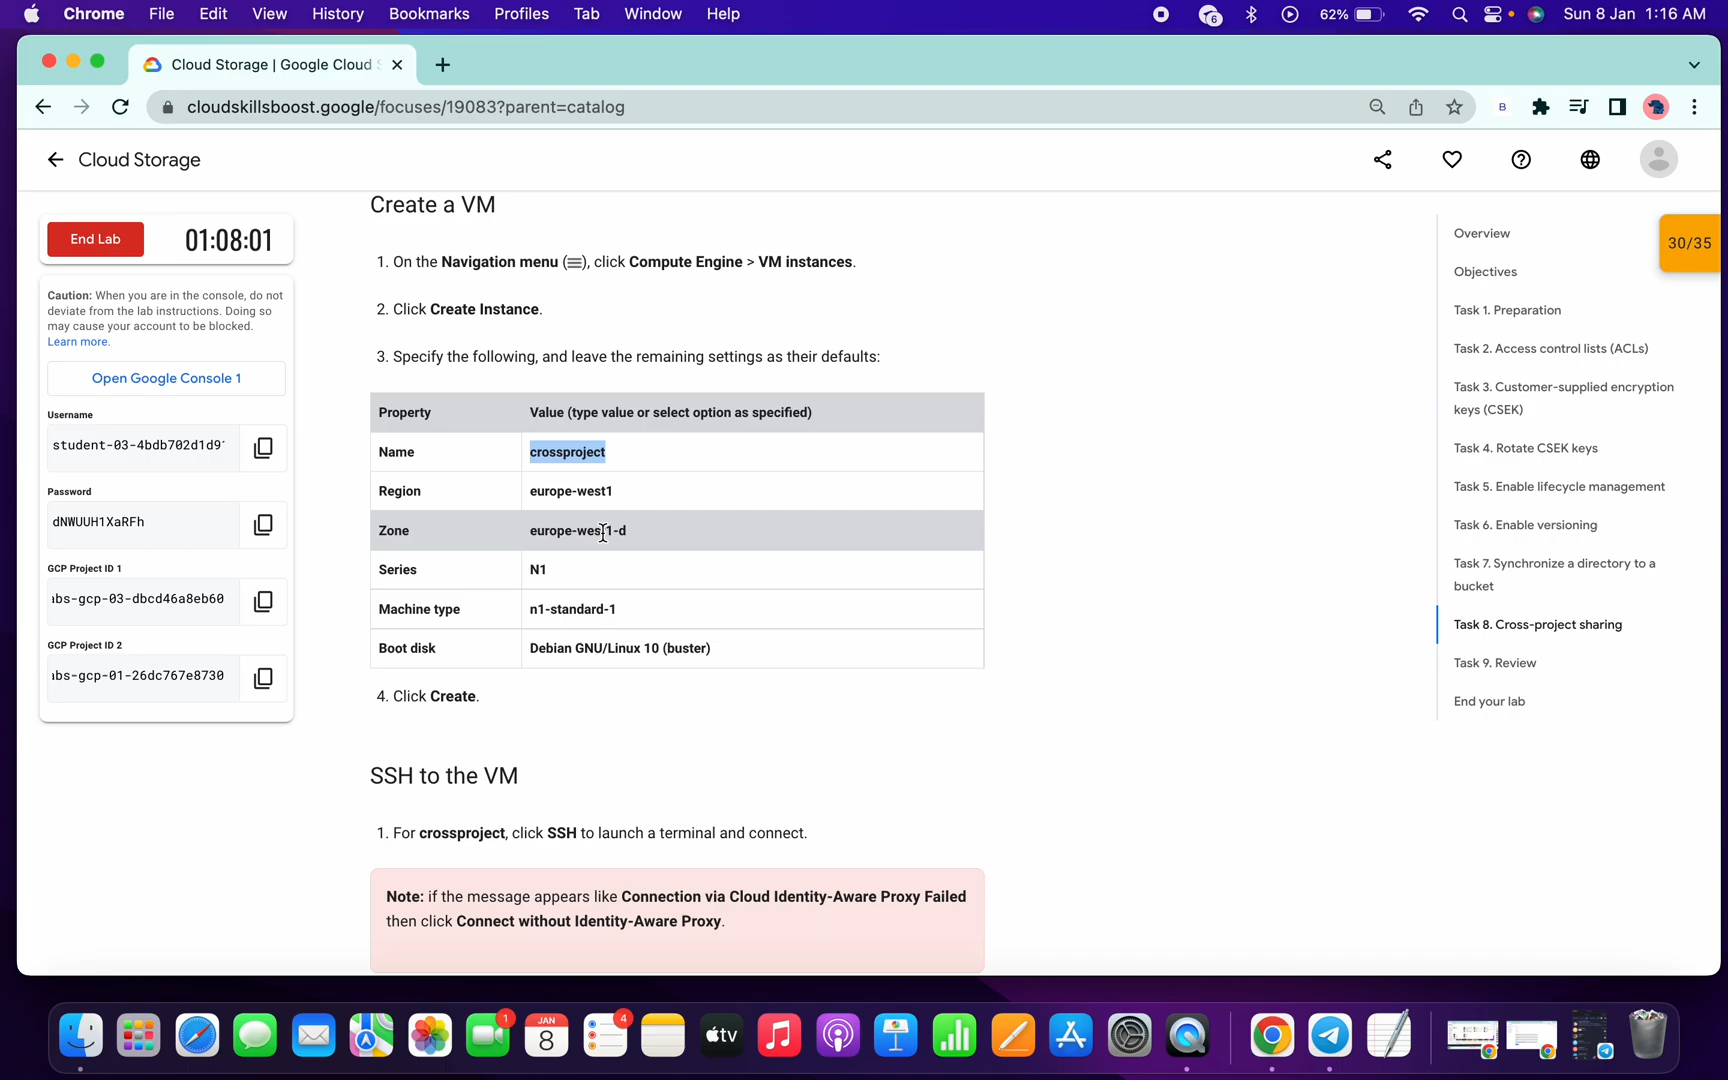 Chrome File Edit View History Bookmarks Profiles Tab Window Help
6
62%
Sun 8 Jan 1:16 AM
Cloud Storage | Google Cloud S
cloudskillsboost.google/focuses/19083?parent=catalog
B
Cloud Storage
End Lab
01:08:01
Caution: When you are in the console, do not
deviate from the lab instructions. Doing so
may cause your account to be blocked.
Learn more.
Open Google Console 1
Username
student-03-4bdb702d1d9
Password
dNWUUH1XaRFh
GCP Project ID 1
abs-gcp-03-dbcd46a8eb60
GCP Project ID 2
abs-gcp-01-26dc767e8730
Create a VM
1. On the Navigation menu (≡), click Compute Engine > VM instances.
2. Click Create Instance.
3. Specify the following, and leave the remaining settings as their defaults:
Property Value (type value or select option as specified)
Name crossproject
Region europe-west1
Zone europe-west1-d
Series N1
Machine type n1-standard-1
Boot disk Debian GNU/Linux 10 (buster)
4. Click Create.
SSH to the VM
1. For crossproject, click SSH to launch a terminal and connect.
Note: if the message appears like Connection via Cloud Identity-Aware Proxy Failed
then click Connect without Identity-Aware Proxy.
Overview
Objectives
Task 1. Preparation
Task 2. Access control lists (ACLs)
Task 3. Customer-supplied encryption
keys (CSEK)
Task 4. Rotate CSEK keys
Task 5. Enable lifecycle management
Task 6. Enable versioning
Task 7. Synchronize a directory to a
bucket
Task 8. Cross-project sharing
Task 9. Review
End your lab
30/35
1
JAN
8
4
tv